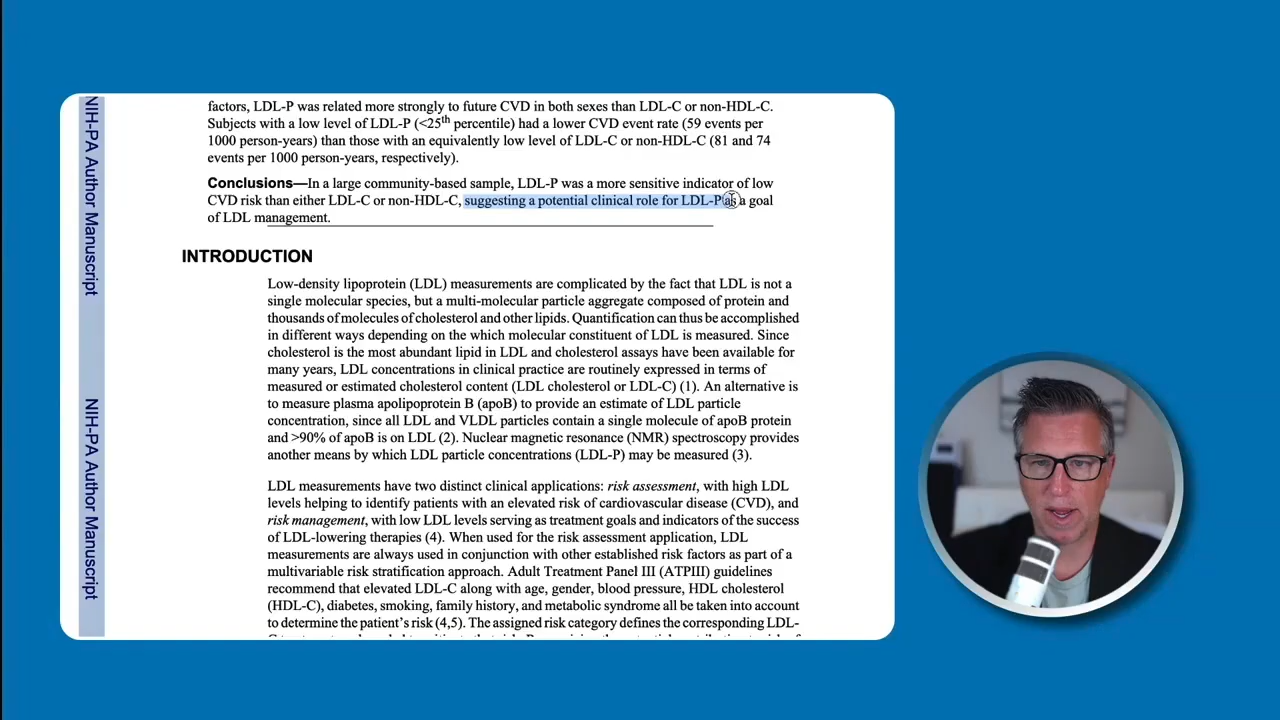 factors, LDL-P was related more strongly to future CVD in both sexes than LDL-C or non-HDL-C.
Subjects with a low level of LDL-P (<25th percentile) had a lower CVD event rate (59 events per
1000 person-years) than those with an equivalently low level of LDL-C or non-HDL-C (81 and 74
events per 1000 person-years, respectively).
Conclusions—In a large community-based sample, LDL-P was a more sensitive indicator of low
CVD risk than either LDL-C or non-HDL-C, suggesting a potential clinical role for LDL-P as a goal
of LDL management.
INTRODUCTION
Low-density lipoprotein (LDL) measurements are complicated by the fact that LDL is not a
single molecular species, but a multi-molecular particle aggregate composed of protein and
thousands of molecules of cholesterol and other lipids. Quantification can thus be accomplished
in different ways depending on the which molecular constituent of LDL is measured. Since
cholesterol is the most abundant lipid in LDL and cholesterol assays have been available for
many years, LDL concentrations in clinical practice are routinely expressed in terms of
measured or estimated cholesterol content (LDL cholesterol or LDL-C) (1). An alternative is
to measure plasma apolipoprotein B (apoB) to provide an estimate of LDL particle
concentration, since all LDL and VLDL particles contain a single molecule of apoB protein
and >90% of apoB is on LDL (2). Nuclear magnetic resonance (NMR) spectroscopy provides
another means by which LDL particle concentrations (LDL-P) may be measured (3).
LDL measurements have two distinct clinical applications: risk assessment, with high LDL
levels helping to identify patients with an elevated risk of cardiovascular disease (CVD), and
risk management, with low LDL levels serving as treatment goals and indicators of the success
of LDL-lowering therapies (4). When used for the risk assessment application, LDL
measurements are always used in conjunction with other established risk factors as part of a
multivariable risk stratification approach. Adult Treatment Panel III (ATPIII) guidelines
recommend that elevated LDL-C along with age, gender, blood pressure, HDL cholesterol
(HDL-C), diabetes, smoking, family history, and metabolic syndrome all be taken into account
to determine the patient's risk (4,5). The assigned risk category defines the corresponding LDL-
NIH-PA Author Manuscript
NIH-PA Author Manuscript